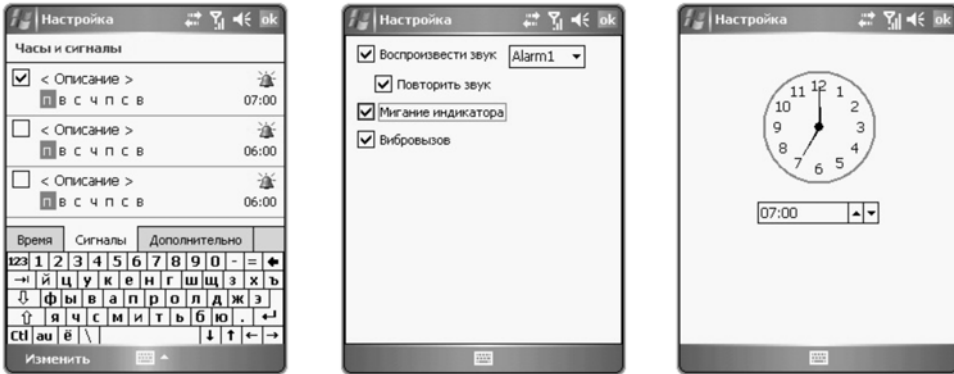 Настройка ok
Часы и сигналы
< Описание >
П В С Ч П С В 07:00
< Описание >
П В С Ч П С В 06:00
< Описание >
П В С Ч П С В 06:00
Время Сигналы Дополнительно
123 1 2 3 4 5 6 7 8 9 0 - =
й ц у к е н г ш щ з х ъ
ф ы в а п р о л д ж э
я ч с м и т ь б ю .
Ctl au ё \
Изменить
Настройка ok
Воспроизвести звук Alarm1
Повторить звук
Мигание индикатора
Вибровызов
Настройка ok
12
11 1
10 2
9 3
8 4
7 5
6
07:00